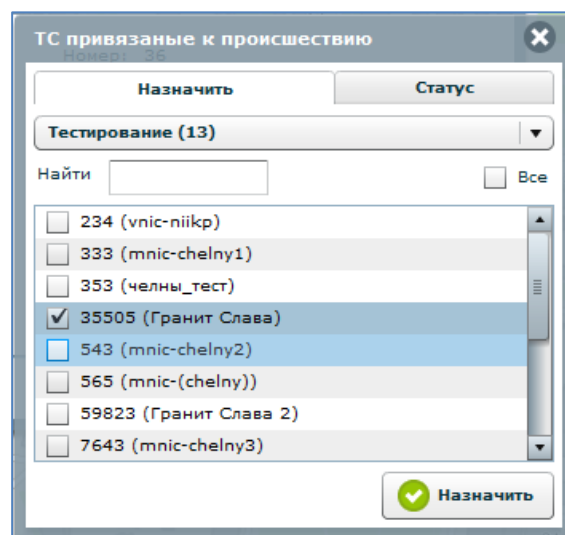 ТС привязаные к происшествию
Номер: 36
Назначить
Статус
Тестирование (13)
Найти
Все
234 (vnic-niikp)
333 (mnic-chelny1)
353 (челны_тест)
35505 (Гранит Слава)
543 (mnic-chelny2)
565 (mnic-(chelny))
59823 (Гранит Слава 2)
7643 (mnic-chelny3)
Назначить